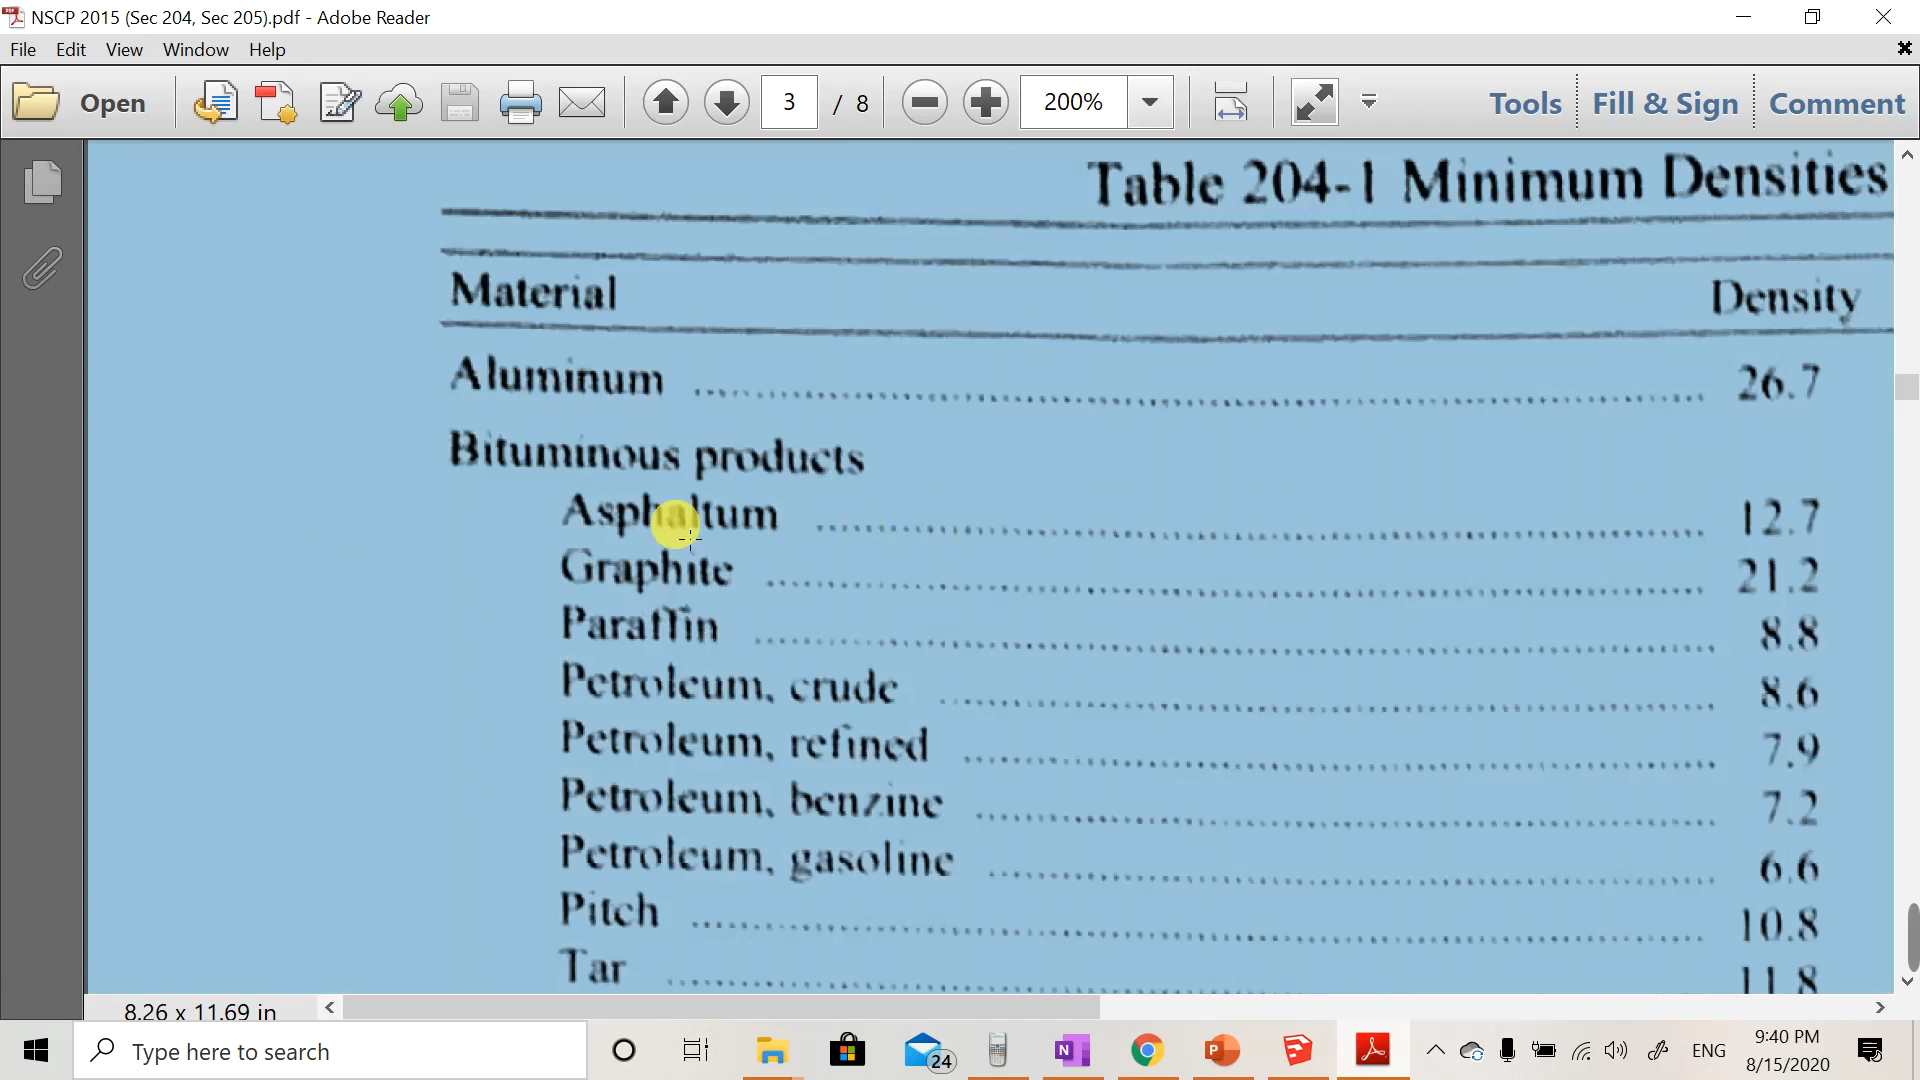 NSCP 2015 (Sec 204, Sec 205).pdf - Adobe Reader
File Edit View Window Help
Open 3 / 8 200% Tools Fill & Sign Comment
Table 204-1 Minimum Densities
Material Density
Aluminum 26.7
Bituminous products
Asphaltum 12.7
Graphite 21.2
Paraffin 8.8
Petroleum, crude 8.6
Petroleum, refined 7.9
Petroleum, benzine 7.2
Petroleum, gasoline 6.6
Pitch 10.8
Tar 11.8
8.26 x 11.69 in
Type here to search 24 ENG 9:40 PM
8/15/2020